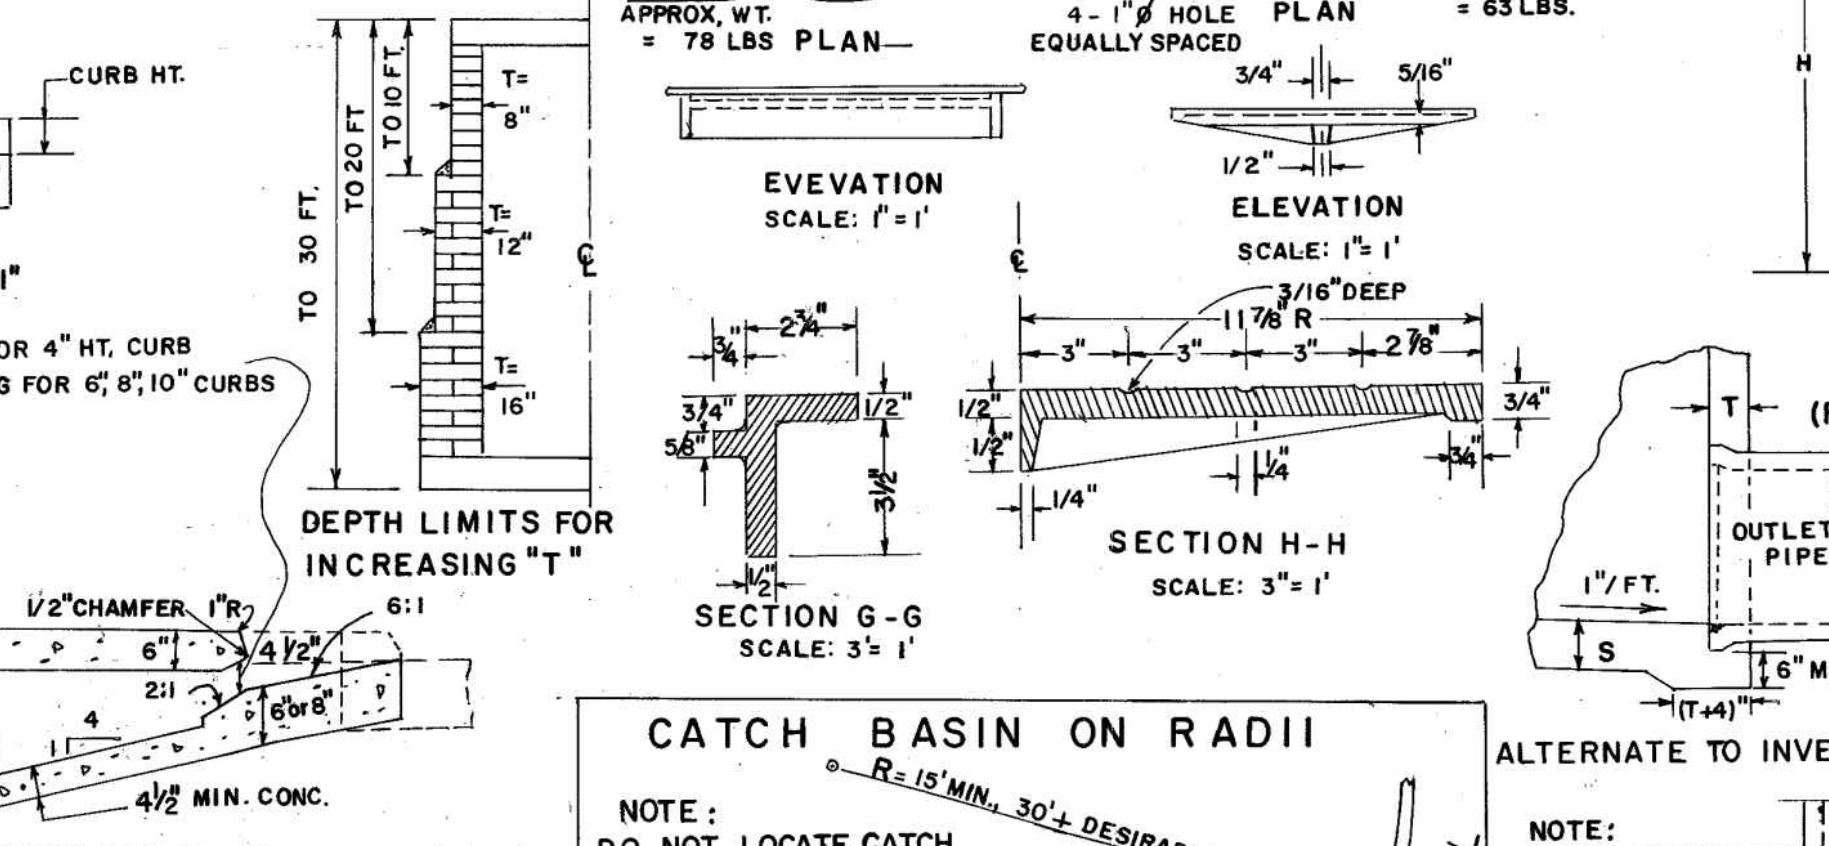 APPROX, WT.
= 78 LBS PLAN
4-1"Ø HOLE PLAN
EQUALLY SPACED
= 63 LBS.
CURB HT.
TO 10 FT.
TO 20 FT
TO 30 FT.
T=
8"
T=
12"
T=
16"
℄
DEPTH LIMITS FOR
INCREASING "T"
1"
OR 4" HT, CURB
G FOR 6", 8", 10" CURBS
EVEVATION
SCALE: 1" = 1'
3/4"
5/16"
1/2"
ELEVATION
SCALE: 1"= 1'
H
2 3/4"
3/4"
3/4"
1/2"
5/8"
3 1/2"
1/2"
SECTION G-G
SCALE: 3'= 1'
℄
3/16" DEEP
11 7/8" R
3"
3"
3"
2 7/8"
1/2"
3/4"
1/2"
1/4"
3/4"
1/4"
SECTION H-H
SCALE: 3"= 1'
T
OUTLET
PIPE
1"/FT.
S
6" M
(T+4)"
ALTERNATE TO INVE
NOTE:
1/2" CHAMFER
1"R
6:1
6"
4 1/2"
2:1
6"or 8"
4
1
4 1/2" MIN. CONC.
CATCH BASIN ON RADII
R= 15' MIN., 30'+ DESIRA
NOTE:
DO NOT LOCATE CATCH